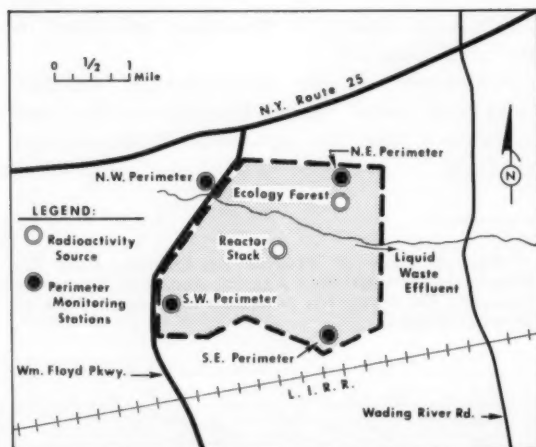 0 1/2 1
Mile
N.Y. Route 25
N.W. Perimeter
N.E. Perimeter
Ecology Forest
LEGEND:
Radioactivity
Source
Perimeter
Monitoring
Stations
Reactor
Stack
Liquid
Waste
Effluent
N
S.W. Perimeter
S.E. Perimeter
Wm. Floyd Pkwy.
L. I. R. R.
Wading River Rd.